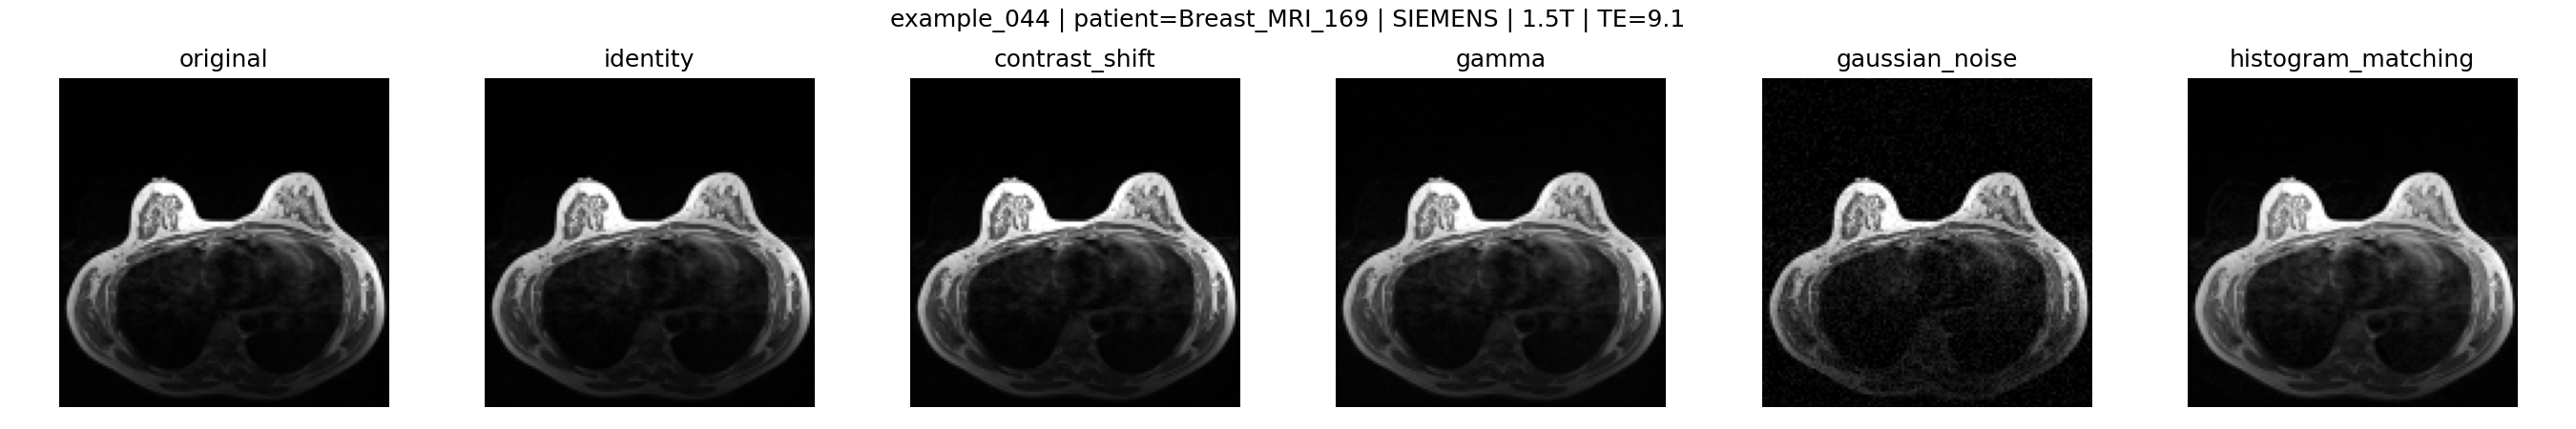 example_044 | patient=Breast_MRI_169 | SIEMENS | 1.5T | TE=9.1
original
identity
contrast_shift
gamma
gaussian_noise
histogram_matching